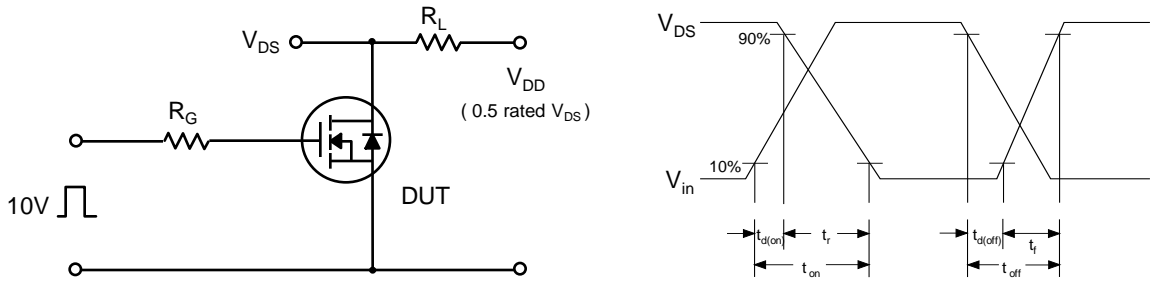 V_DS
R_L
V_DD
( 0.5 rated V_DS )
R_G
10V
DUT
V_DS
90%
10%
V_in
t_d(on)
t_r
t_on
t_d(off)
t_f
t_off